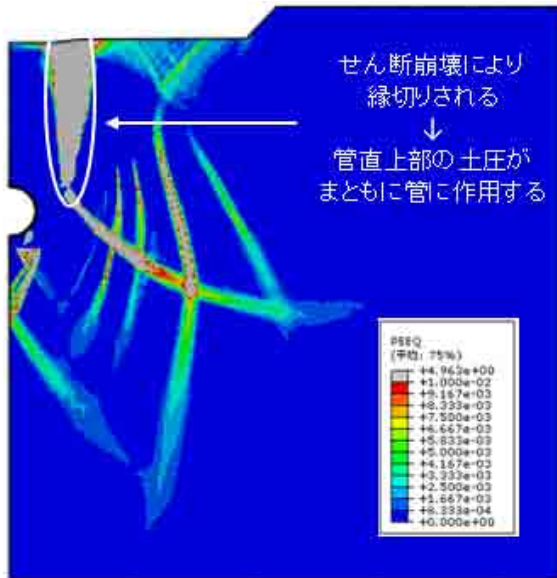 せん断崩壊により
縁切りされる
↓
管直上部の土圧が
まともに管に作用する
PEEQ
(平均: 75%)
+4.963e+00
+1.000e-02
+9.167e-03
+8.333e-03
+7.500e-03
+6.667e-03
+5.833e-03
+5.000e-03
+4.167e-03
+3.333e-03
+2.500e-03
+1.667e-03
+8.333e-04
+0.000e+00